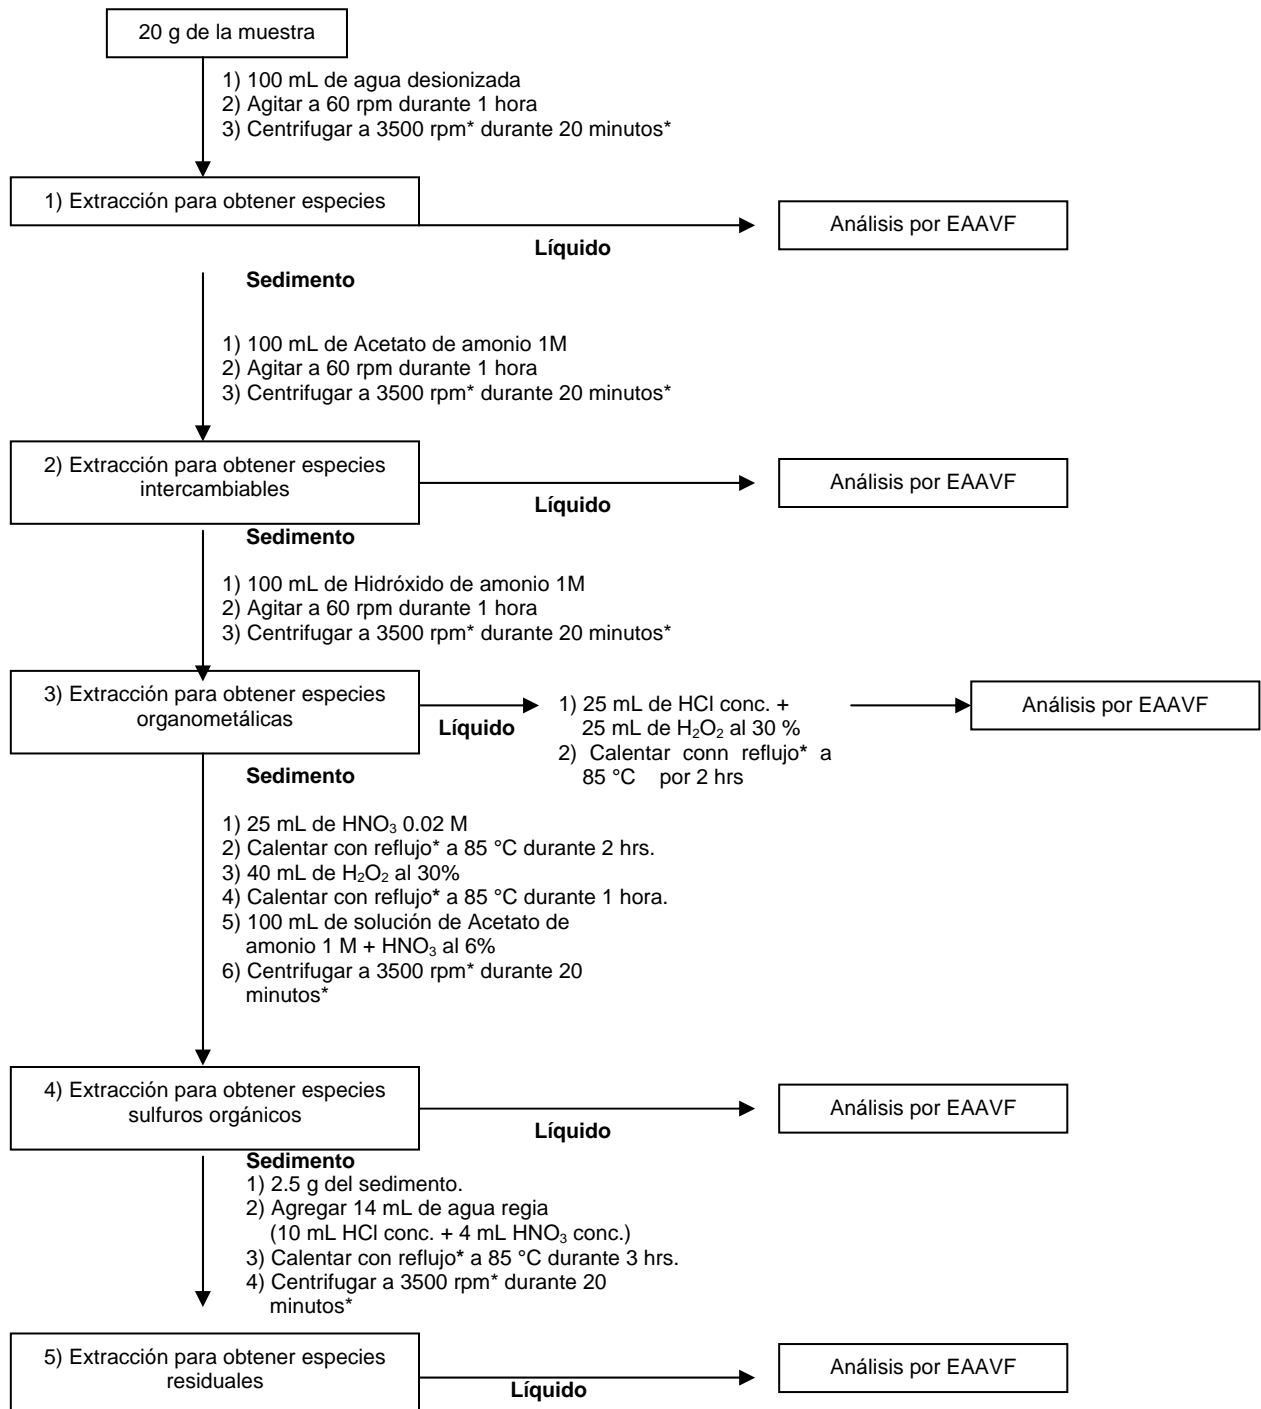 20 g de la muestra
1) 100 mL de agua desionizada
2) Agitar a 60 rpm durante 1 hora
3) Centrifugar a 3500 rpm* durante 20 minutos*
1) Extracción para obtener especies
Análisis por EAAVF
Líquido
Sedimento
1) 100 mL de Acetato de amonio 1M
2) Agitar a 60 rpm durante 1 hora
3) Centrifugar a 3500 rpm* durante 20 minutos*
2) Extracción para obtener especies
intercambiables
Análisis por EAAVF
Líquido
Sedimento
1) 100 mL de Hidróxido de amonio 1M
2) Agitar a 60 rpm durante 1 hora
3) Centrifugar a 3500 rpm* durante 20 minutos*
3) Extracción para obtener especies
organometálicas
Líquido
1) 25 mL de HCl conc. +
25 mL de H₂O₂ al 30 %
2) Calentar conn reflujo* a
85 °C por 2 hrs
Análisis por EAAVF
Sedimento
1) 25 mL de HNO₃ 0.02 M
2) Calentar con reflujo* a 85 °C durante 2 hrs.
3) 40 mL de H₂O₂ al 30%
4) Calentar con reflujo* a 85 °C durante 1 hora.
5) 100 mL de solución de Acetato de
amonio 1 M + HNO₃ al 6%
6) Centrifugar a 3500 rpm* durante 20
minutos*
4) Extracción para obtener especies
sulfuros orgánicos
Análisis por EAAVF
Líquido
Sedimento
1) 2.5 g del sedimento.
2) Agregar 14 mL de agua regia
(10 mL HCl conc. + 4 mL HNO₃ conc.)
3) Calentar con reflujo* a 85 °C durante 3 hrs.
4) Centrifugar a 3500 rpm* durante 20
minutos*
5) Extracción para obtener especies
residuales
Análisis por EAAVF
Líquido